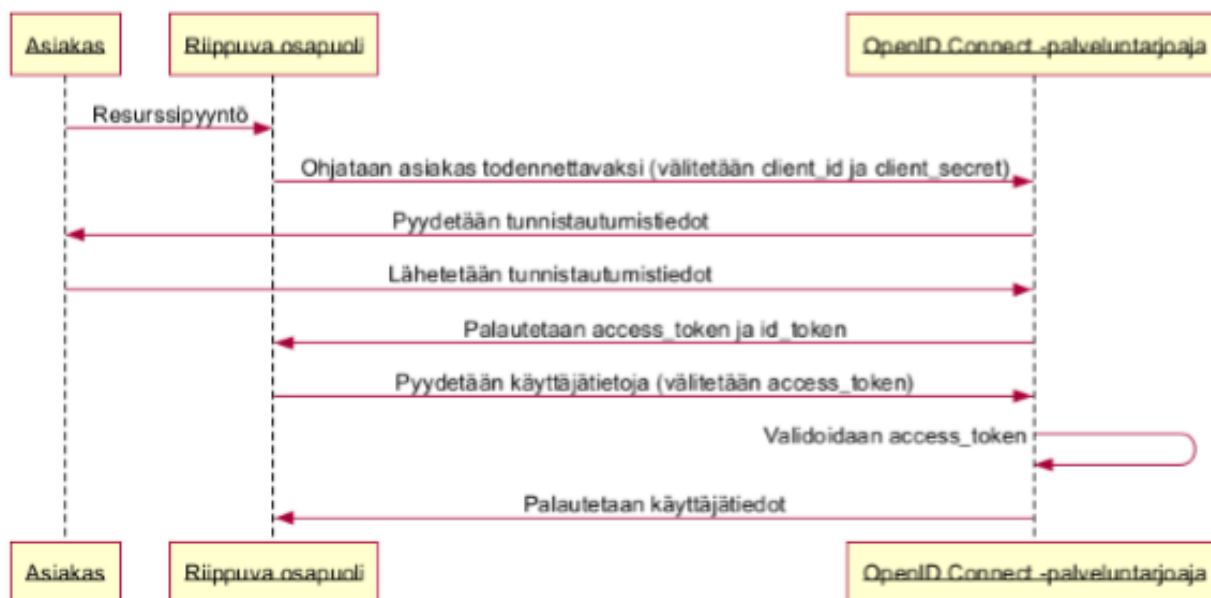 Asiakas
Riippuva osapuoli
OpenID Connect -palveluntarjoaja
Resurssipyyntö
Ohjataan asiakas todennettavaksi (välitetään client_id ja client_secret)
Pyydetään tunnistautumistiedot
Lähetetään tunnistautumistiedot
Palautetaan access_token ja id_token
Pyydetään käyttäjätietoja (välitetään access_token)
Validoidaan access_token
Palautetaan käyttäjätiedot
Asiakas
Riippuva osapuoli
OpenID Connect -palveluntarjoaja